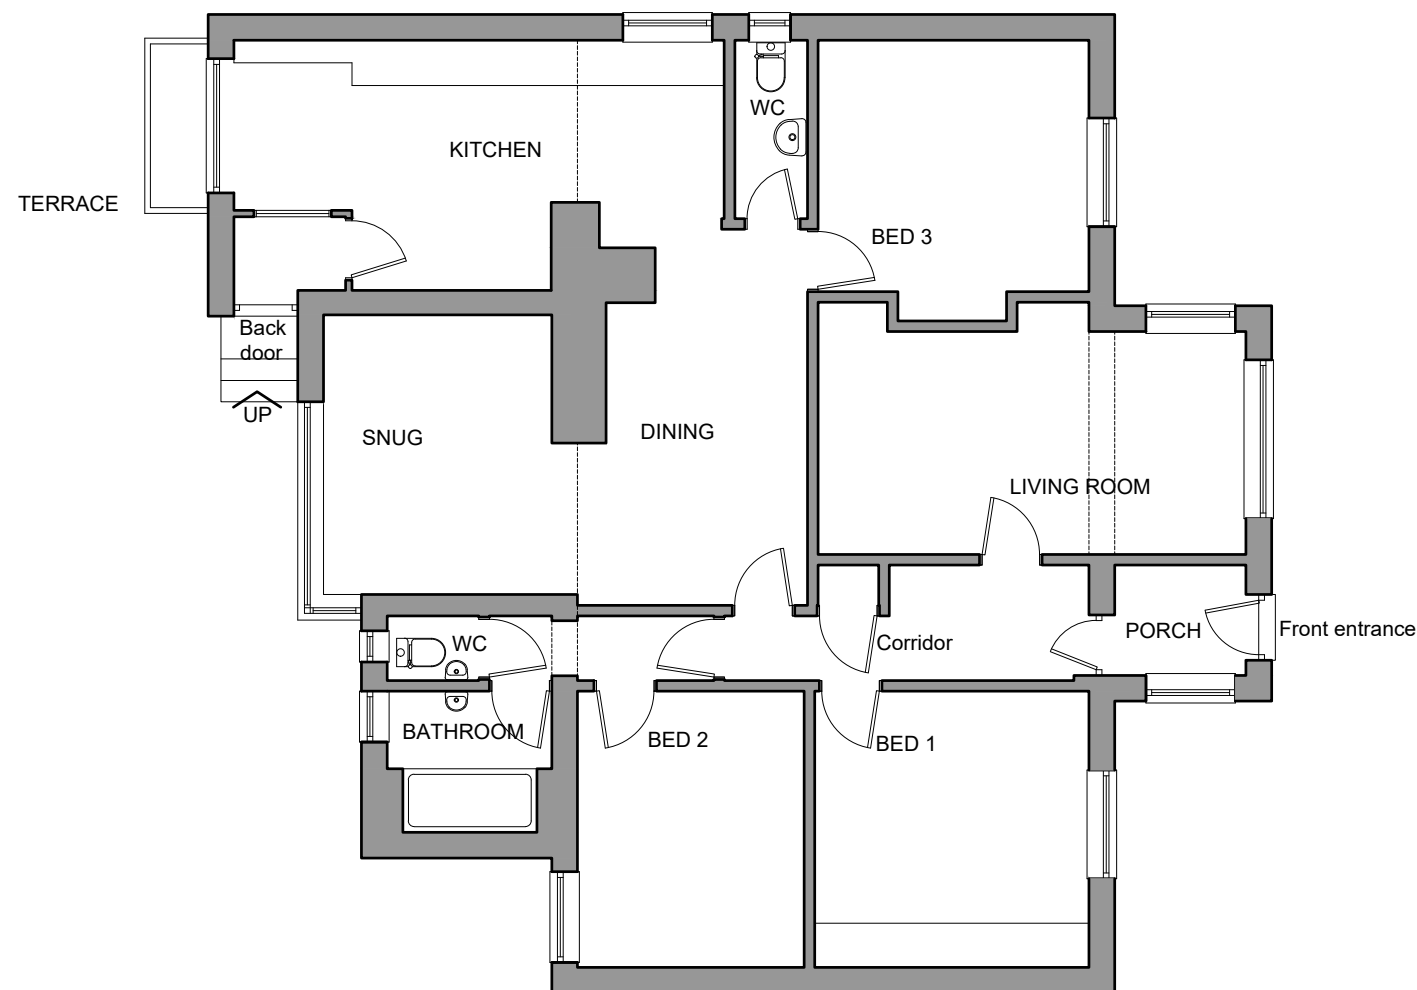 WC
KITCHEN
TERRACE
BED 3
Back
door
UP
SNUG
DINING
LIVING ROOM
WC
Corridor
PORCH
Front entrance
BATHROOM
BED 2
BED 1